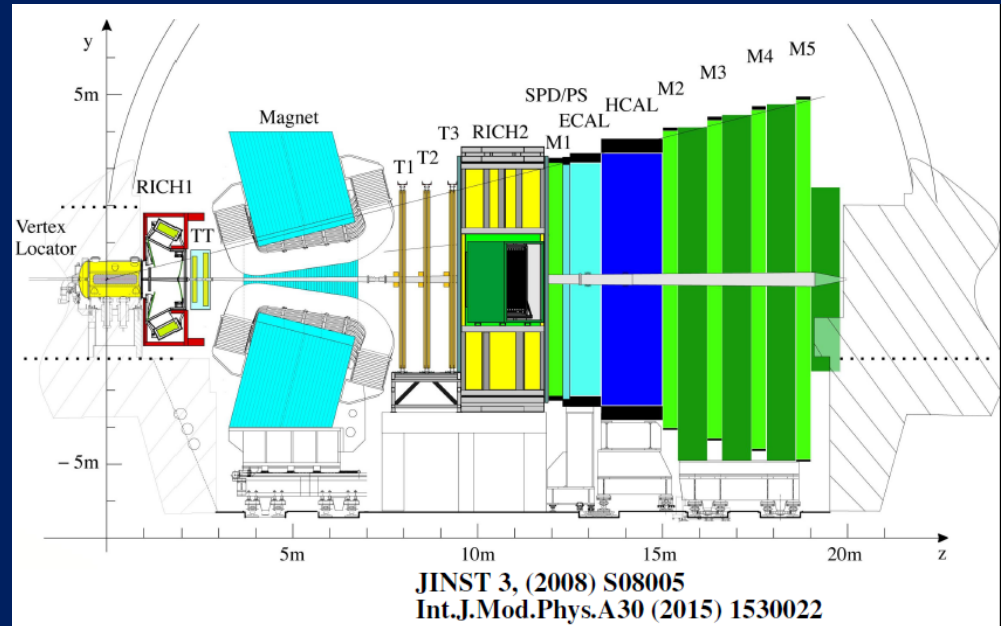 y
5m
− 5m
Vertex
Locator
RICH1
TT
Magnet
T1
T2
T3
RICH2
M1
SPD/PS
ECAL
HCAL
M2
M3
M4
M5
5m
10m
15m
20m
z
JINST 3, (2008) S08005
Int.J.Mod.Phys.A30 (2015) 1530022